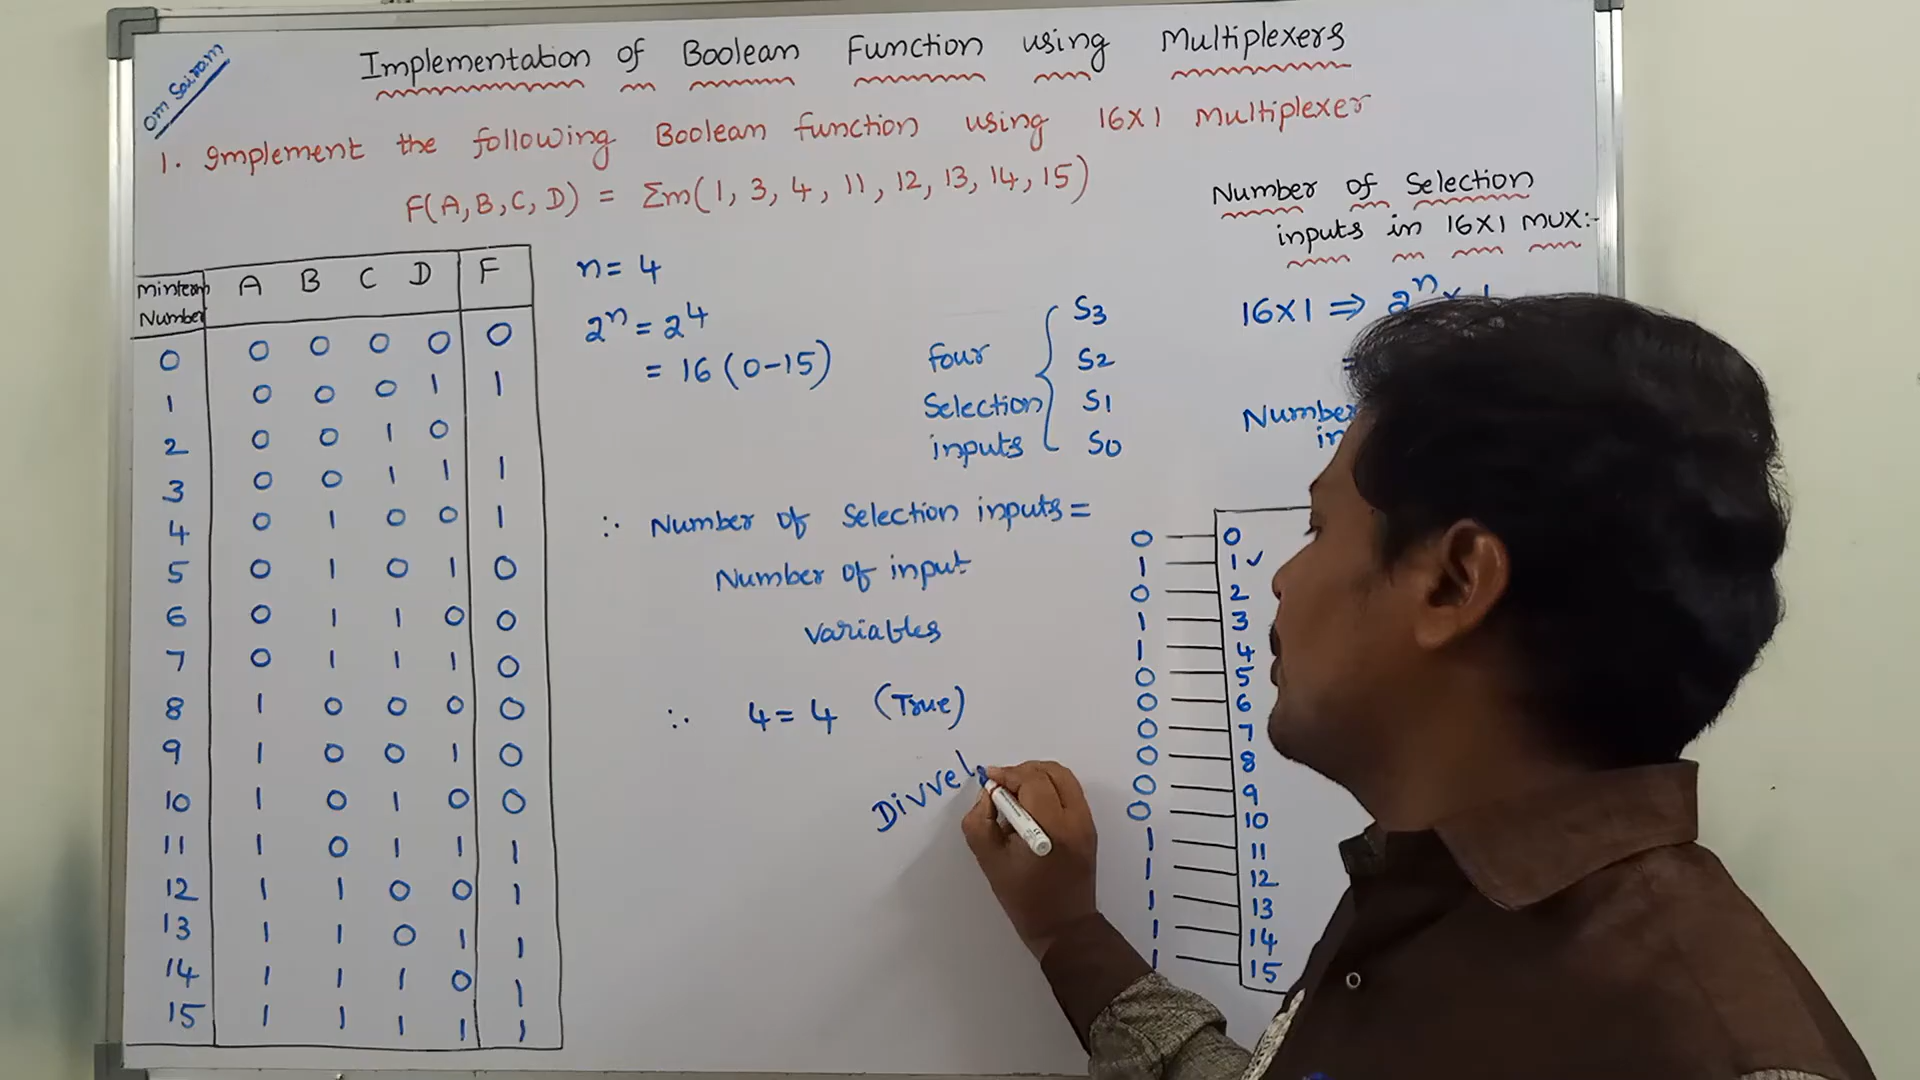 Om Sairam
Implementation of Boolean Function using Multiplexers
1. Implement the following Boolean function using 16X1 Multiplexer
F(A,B,C,D) = Σm(1, 3, 4, 11, 12, 13, 14, 15)
Minterm Number A B C D F
0 0 0 0 0 0
1 0 0 0 1 1
2 0 0 1 0
3 0 0 1 1 1
4 0 1 0 0 1
5 0 1 0 1 0
6 0 1 1 0 0
7 0 1 1 1 0
8 1 0 0 0 0
9 1 0 0 1 0
10 1 0 1 0 0
11 1 0 1 1 1
12 1 1 0 0 1
13 1 1 0 1 1
14 1 1 1 0 1
15 1 1 1 1 1
n = 4
2ⁿ = 2⁴
= 16 (0-15)
four
Selection
inputs
S3
S2
S1
S0
∴ Number of Selection inputs =
Number of input
variables
∴ 4 = 4 (True)
Divvel
Number of Selection
inputs in 16X1 MUX:-
16X1 ⇒ 2ⁿ x 1
=
Number
in
0 0
1 1 ✓
0 2
1 3
1 4
0 5
0 6
0 7
0 8
0 9
0 10
1 11
1 12
1 13
1 14
1 15